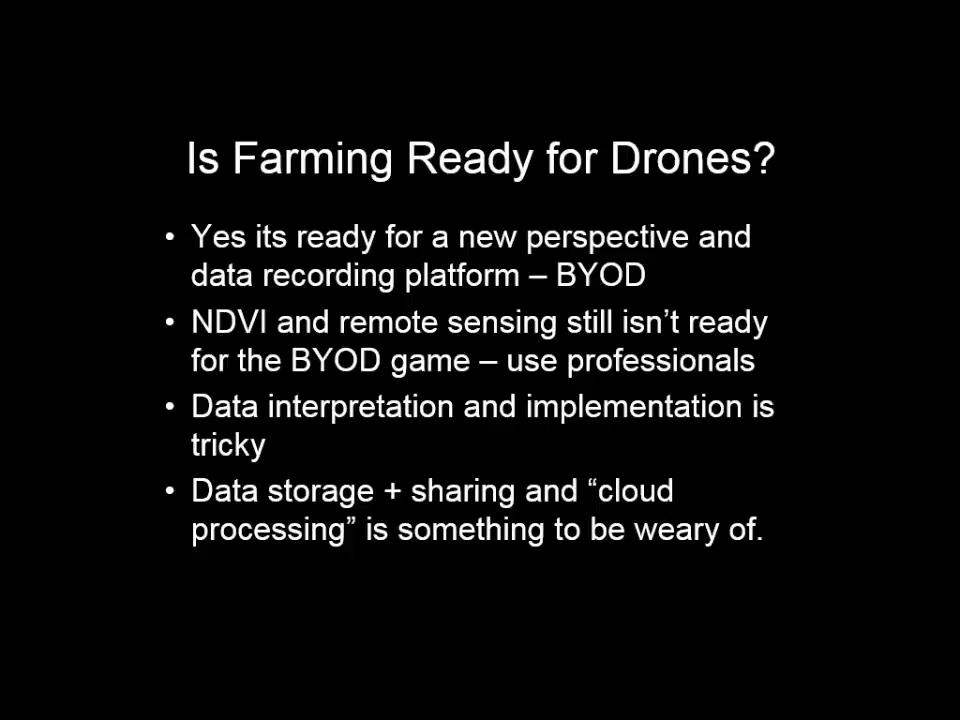 Is Farming Ready for Drones?
• Yes its ready for a new perspective and
data recording platform – BYOD
• NDVI and remote sensing still isn’t ready
for the BYOD game – use professionals
• Data interpretation and implementation is
tricky
• Data storage + sharing and “cloud
processing” is something to be weary of.